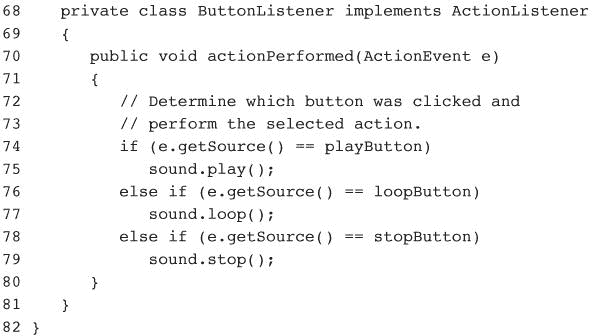 68    private class ButtonListener implements ActionListener
69    {
70       public void actionPerformed(ActionEvent e)
71       {
72          // Determine which button was clicked and
73          // perform the selected action.
74          if (e.getSource() == playButton)
75             sound.play();
76          else if (e.getSource() == loopButton)
77             sound.loop();
78          else if (e.getSource() == stopButton)
79             sound.stop();
80       }
81    }
82 }